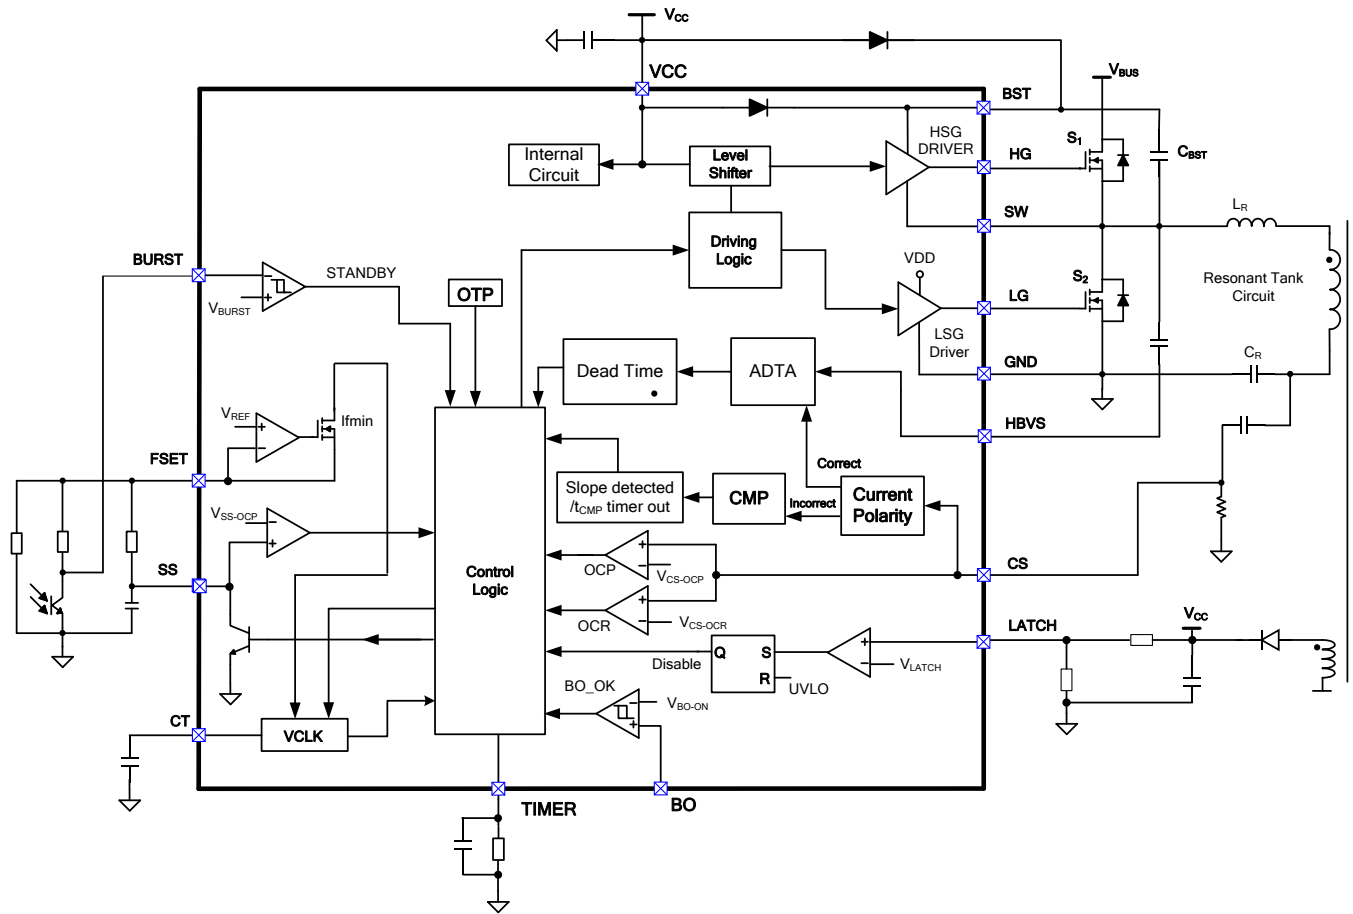 VCC
VCC
VBUS
BST
HSG
DRIVER
S1
CBST
Internal
Circuit
Level
Shifter
HG
SW
LR
BURST
STANDBY
Driving
Logic
VDD
S2
Resonant Tank
Circuit
VBURST
OTP
LG
LSG
Driver
GND
CR
Dead Time
ADTA
VREF
Ifmin
HBVS
FSET
Correct
Slope detected
/tCMP timer out
CMP
Incorrect
Current
Polarity
VSS-OCP
SS
Control
Logic
OCP
VCS-OCP
CS
OCR
VCS-OCR
LATCH
VCC
Disable
Q
S
R
VLATCH
UVLO
BO_OK
VBO-ON
CT
VCLK
TIMER
BO